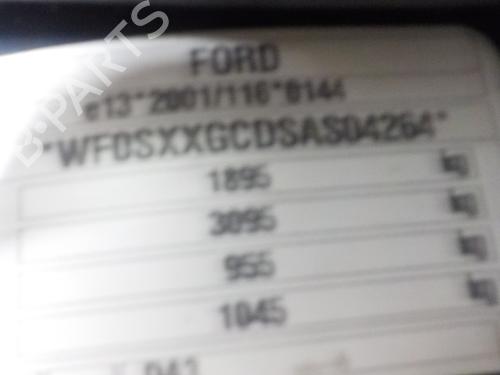 B-PARTS
FORD
e13*2001/116*0144
*WF0SXXGCDSAS04264*
1895 kg
3095 kg
955 kg
1045 kg